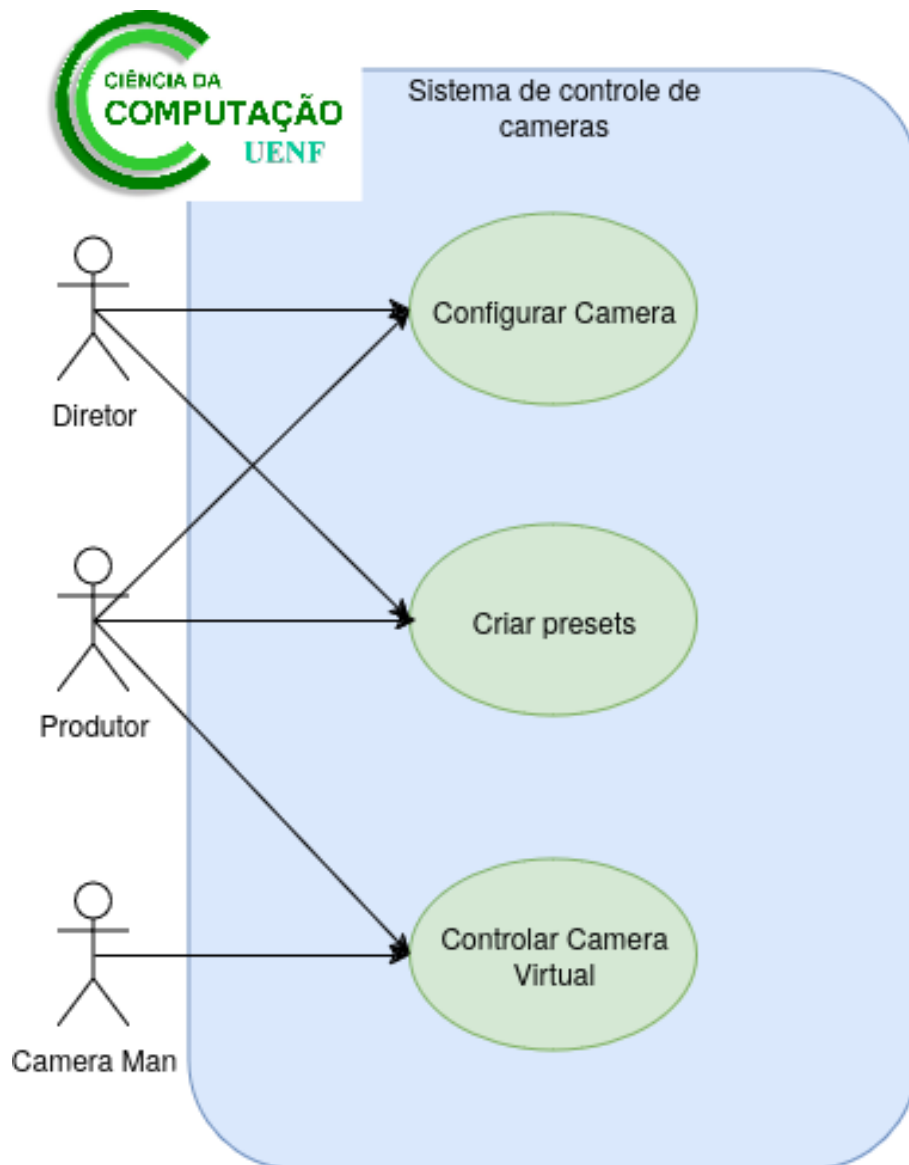 CIÊNCIA DA
COMPUTAÇÃO
UENF
Sistema de controle de
cameras
Configurar Camera
Diretor
Criar presets
Produtor
Controlar Camera
Virtual
Camera Man